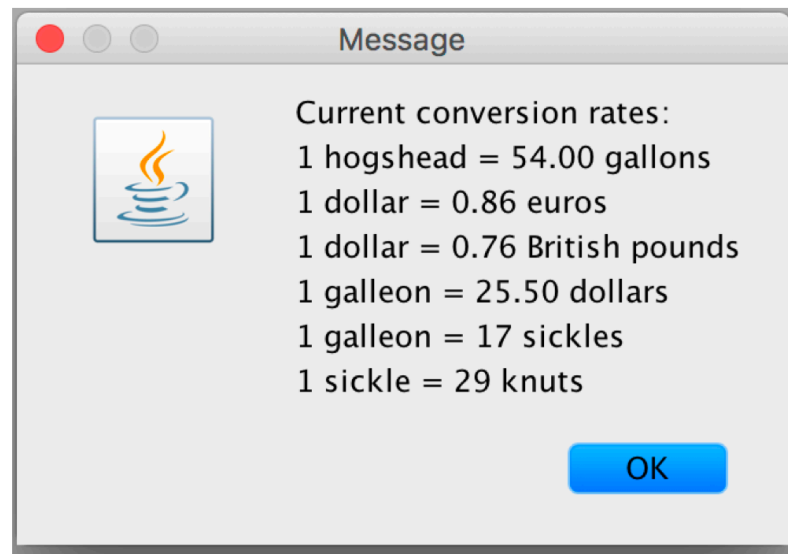 Message
Current conversion rates:
1 hogshead = 54.00 gallons
1 dollar = 0.86 euros
1 dollar = 0.76 British pounds
1 galleon = 25.50 dollars
1 galleon = 17 sickles
1 sickle = 29 knuts
OK